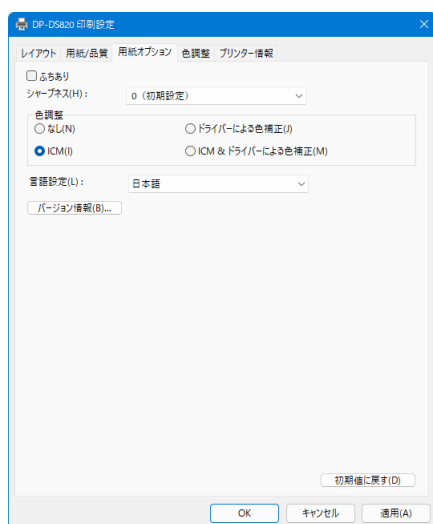 DP-DS820 印刷設定
レイアウト 用紙/品質 用紙オプション 色調整 プリンター情報
ふちあり
シャープネス(H)： 0（初期設定）
色調整
なし(N) ドライバーによる色補正(J)
ICM(I) ICM & ドライバーによる色補正(M)
言語設定(L)： 日本語
バージョン情報(B)...
初期値に戻す(D)
OK キャンセル 適用(A)